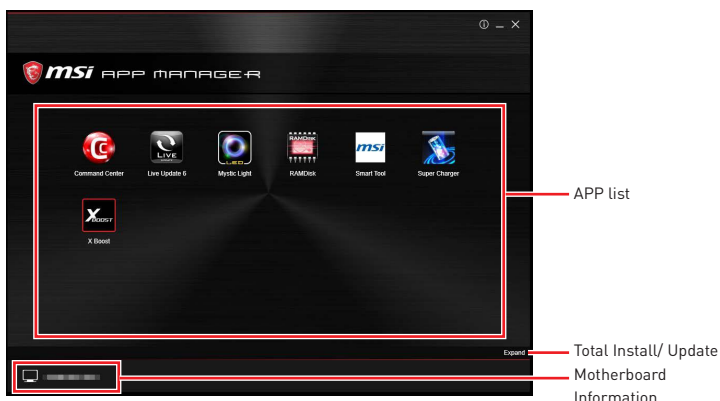 msi APP MANAGER
Command Center
Live Update 6
Mystic Light
RAMDisk
Smart Tool
Super Charger
X Boost
APP list
Expand
Total Install/ Update
Motherboard
Information